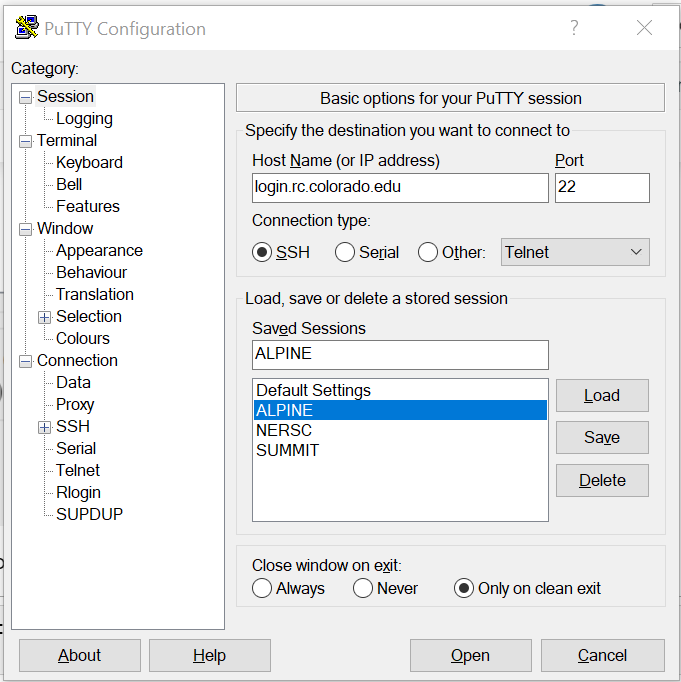 PuTTY Configuration
?
Category:
Session
Logging
Terminal
Keyboard
Bell
Features
Window
Appearance
Behaviour
Translation
Selection
Colours
Connection
Data
Proxy
SSH
Serial
Telnet
Rlogin
SUPDUP
Basic options for your PuTTY session
Specify the destination you want to connect to
Host Name (or IP address) Port
login.rc.colorado.edu 22
Connection type:
SSH Serial Other: Telnet
Load, save or delete a stored session
Saved Sessions
ALPINE
Default Settings
ALPINE
NERSC
SUMMIT
Load
Save
Delete
Close window on exit:
Always Never Only on clean exit
About Help Open Cancel